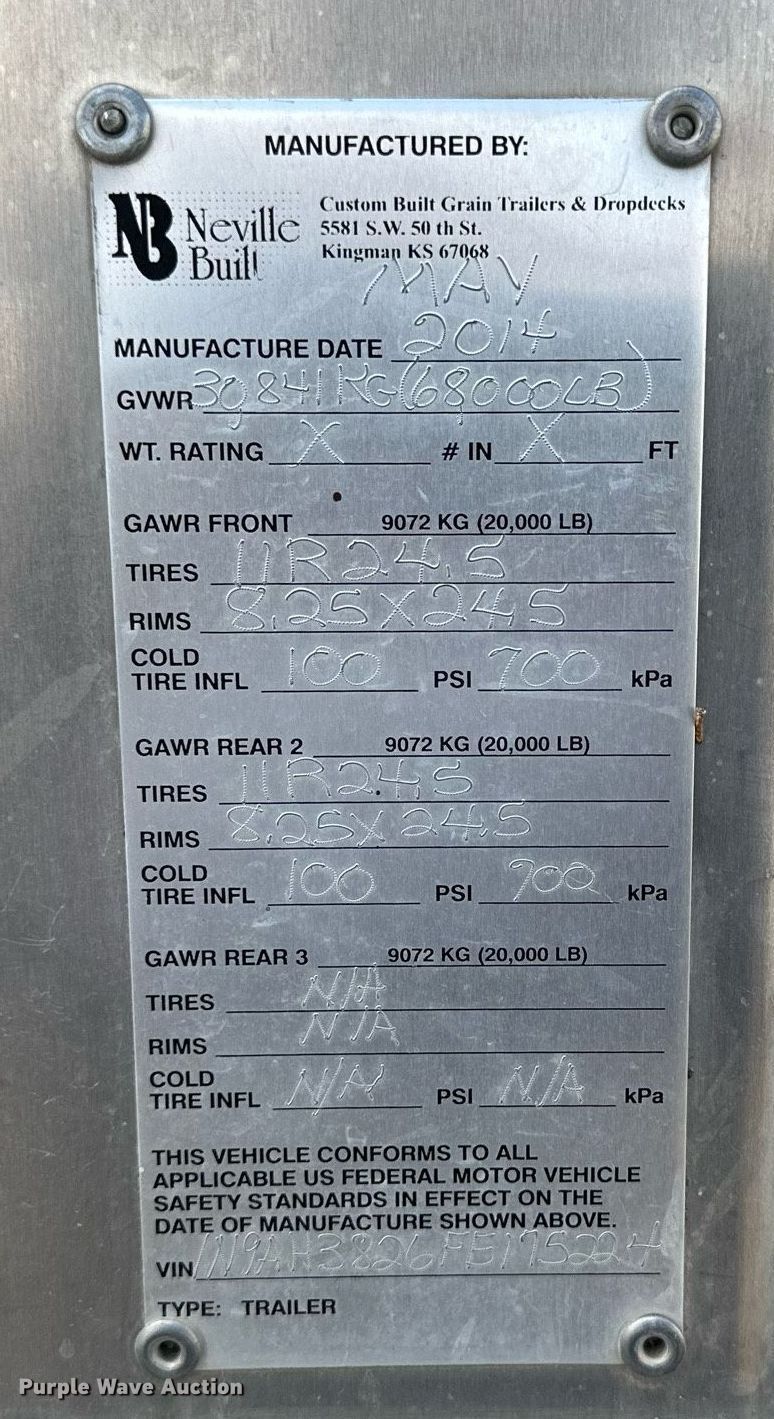 MANUFACTURED BY:
NB Neville Built
Custom Built Grain Trailers & Dropdecks
5581 S.W. 50 th St.
Kingman KS 67068
MAY
MANUFACTURE DATE 2014
GVWR 30,841KG(68,000LB)
WT. RATING X # IN X FT
GAWR FRONT 9072 KG (20,000 LB)
TIRES 11R24.5
RIMS 8.25X24.5
COLD
TIRE INFL 100 PSI 700 kPa
GAWR REAR 2 9072 KG (20,000 LB)
TIRES 11R24.5
RIMS 8.25X24.5
COLD
TIRE INFL 100 PSI 700 kPa
GAWR REAR 3 9072 KG (20,000 LB)
TIRES N/A
RIMS N/A
COLD
TIRE INFL N/A PSI N/A kPa
THIS VEHICLE CONFORMS TO ALL
APPLICABLE US FEDERAL MOTOR VEHICLE
SAFETY STANDARDS IN EFFECT ON THE
DATE OF MANUFACTURE SHOWN ABOVE.
VIN
TYPE: TRAILER
Purple Wave Auction